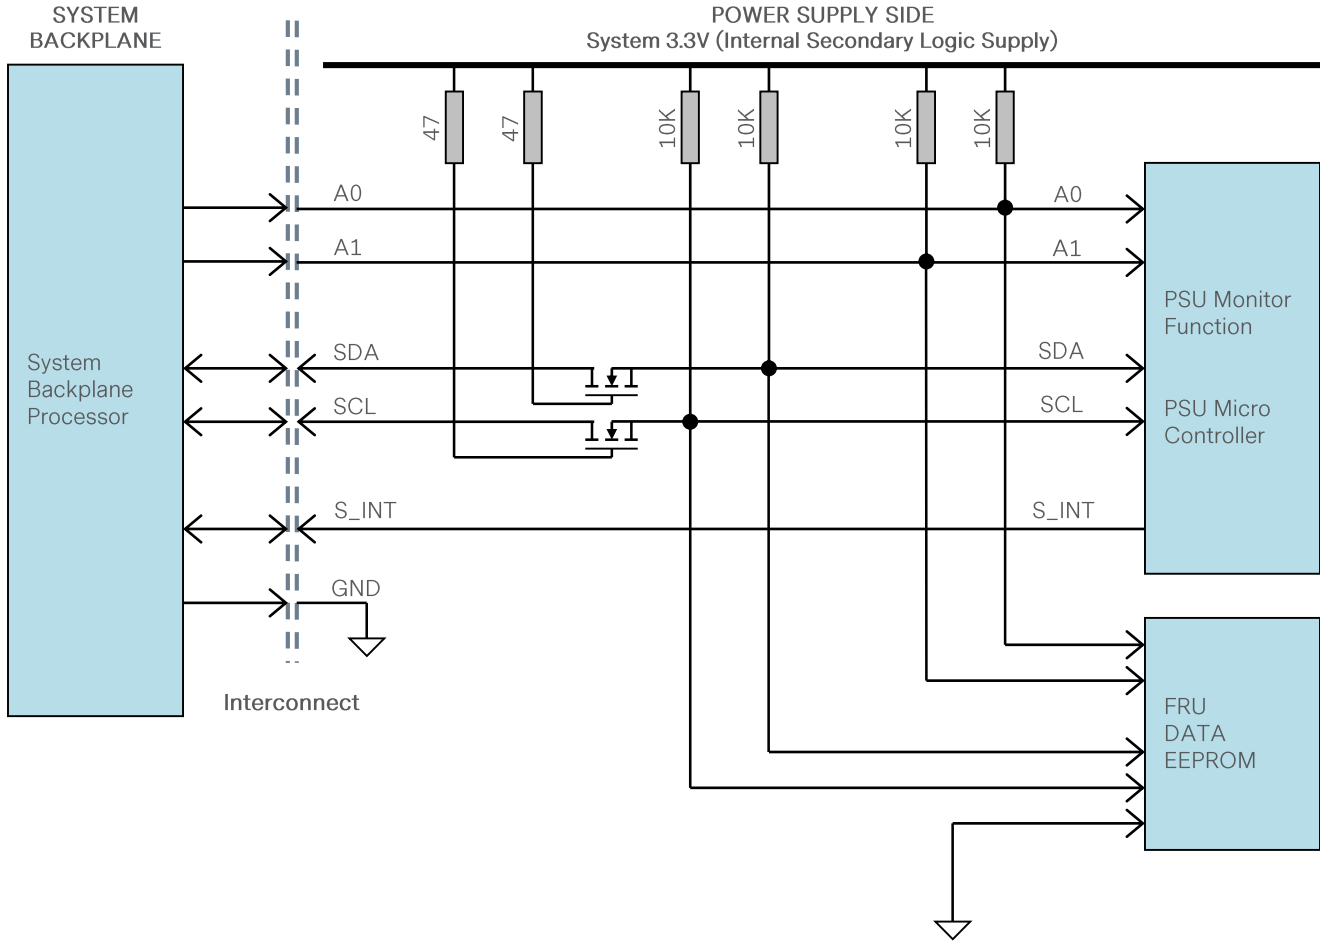 SYSTEM
BACKPLANE
POWER SUPPLY SIDE
System 3.3V (Internal Secondary Logic Supply)
47
47
10K
10K
10K
10K
A0
A0
A1
A1
PSU Monitor
Function
SDA
SDA
System
Backplane
Processor
SCL
SCL
PSU Micro
Controller
S_INT
S_INT
GND
Interconnect
FRU
DATA
EEPROM